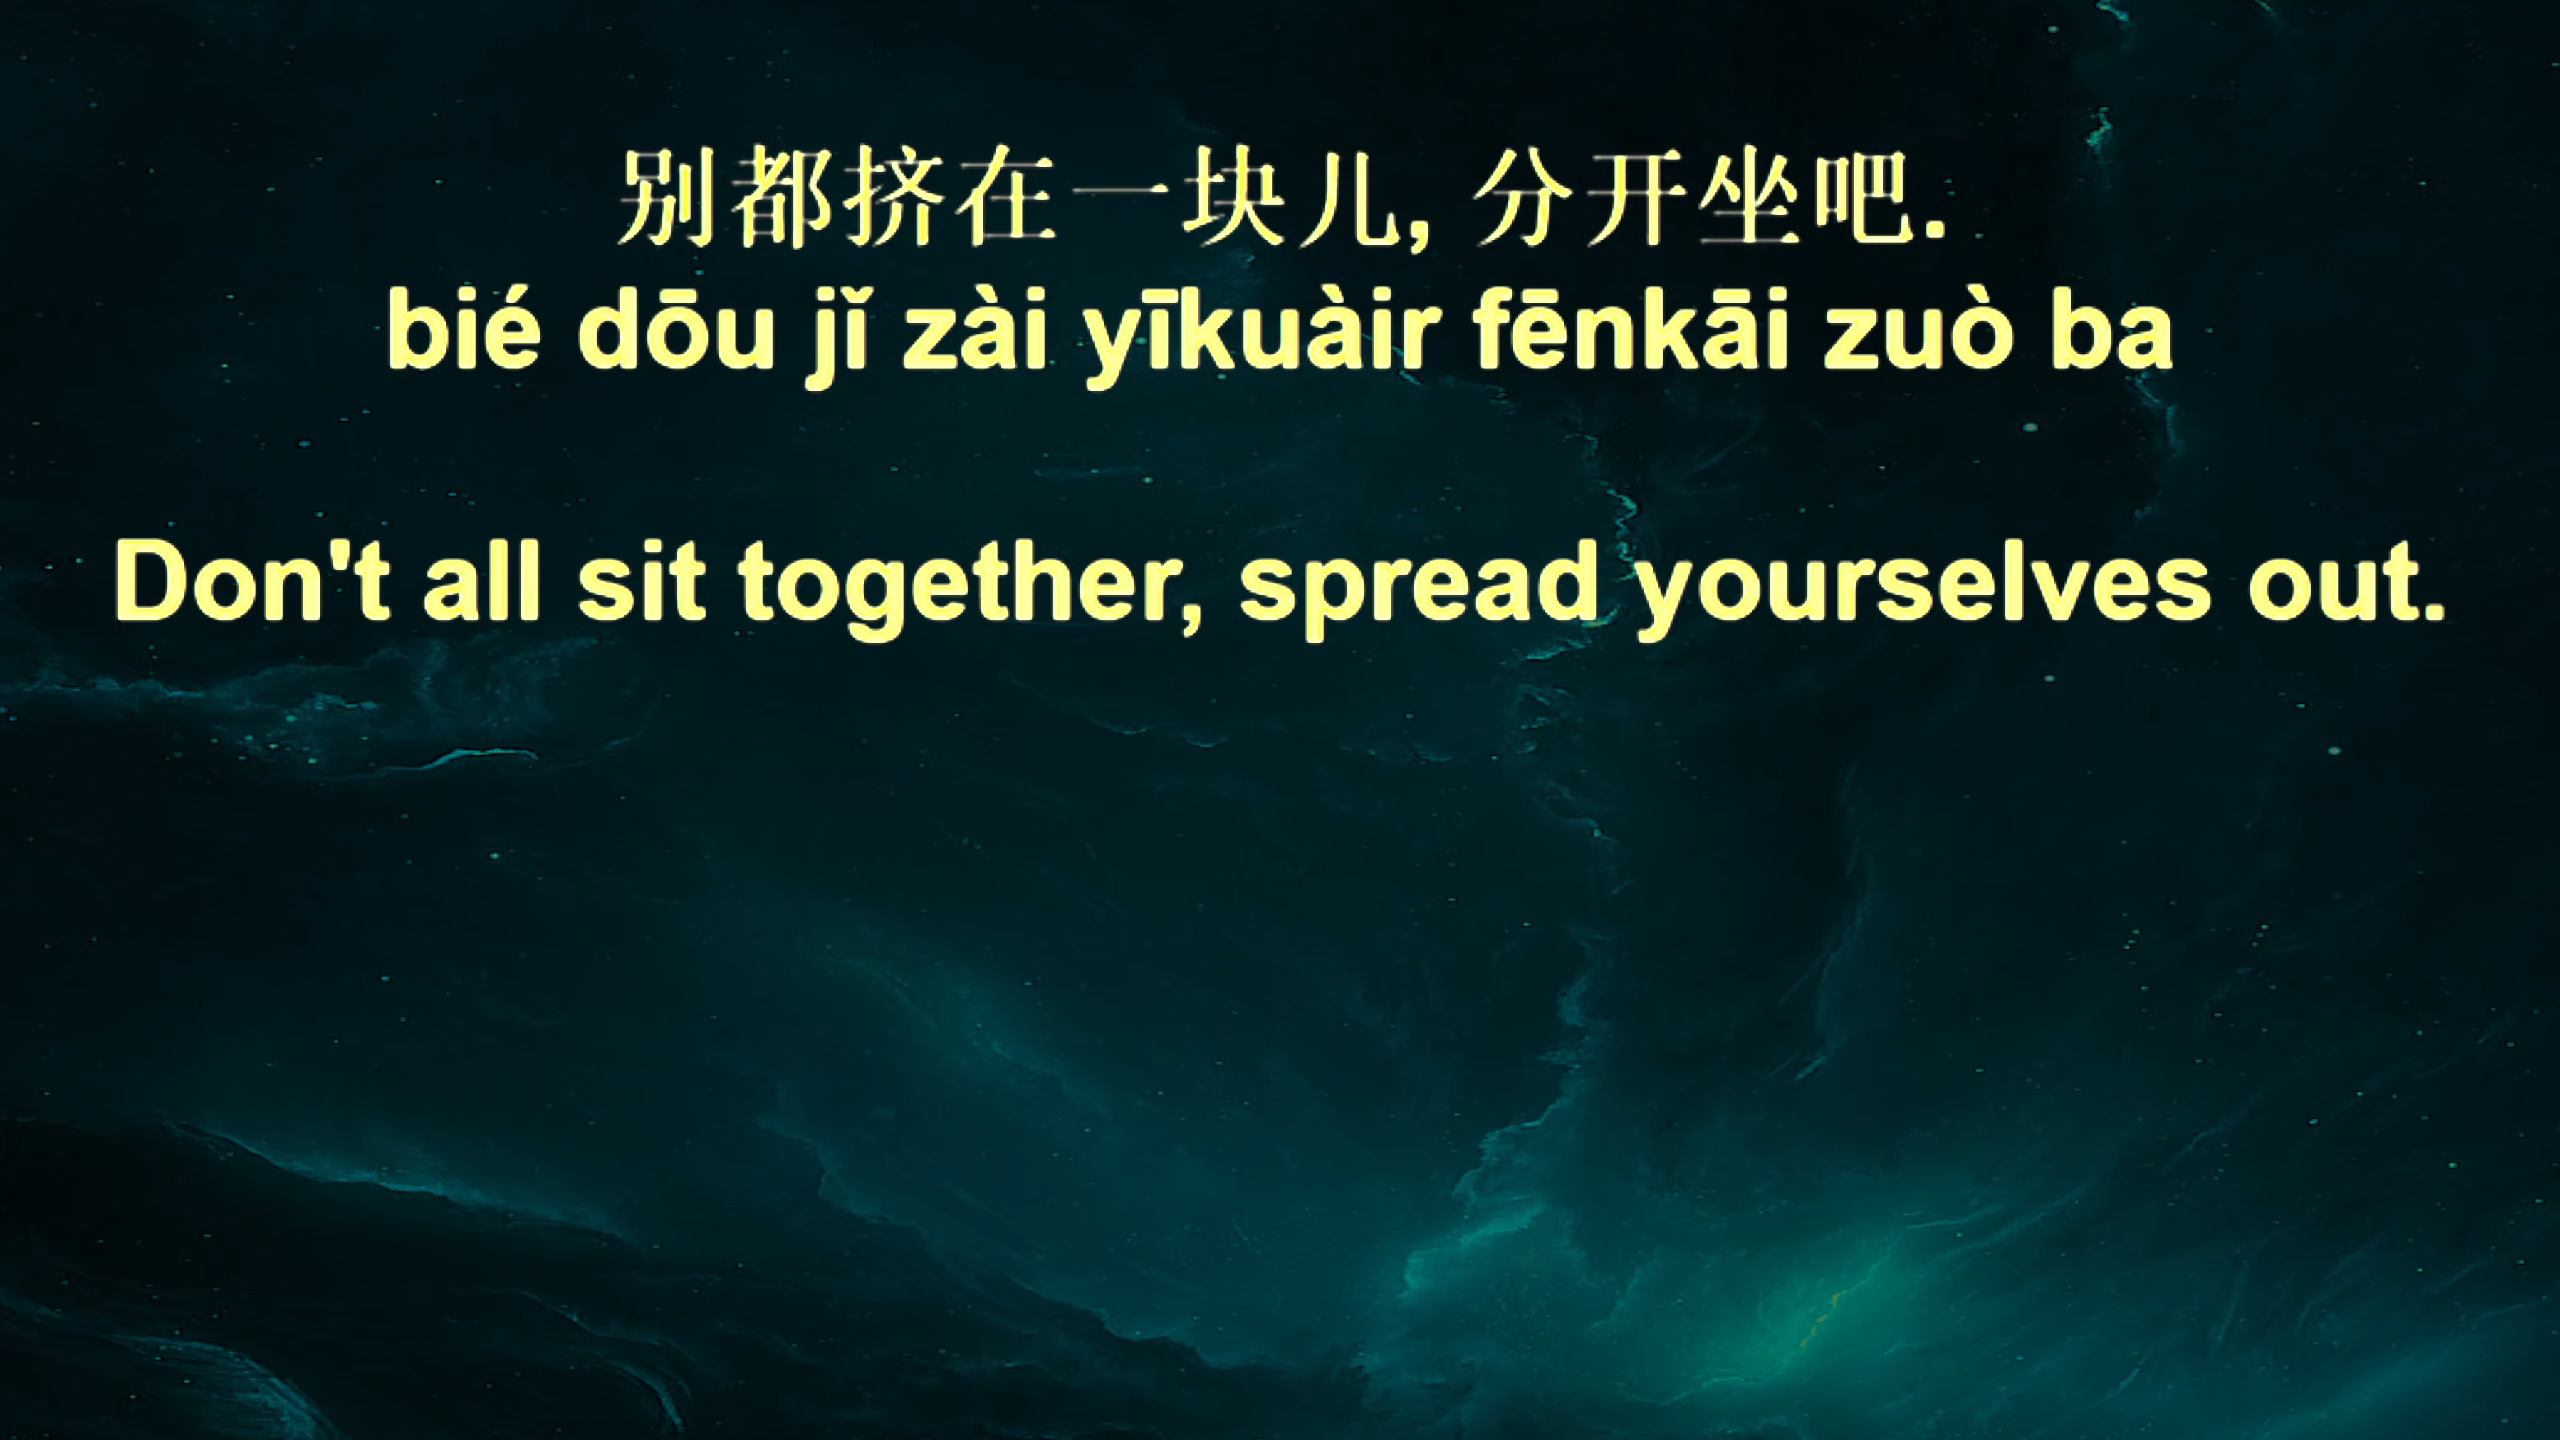 别都挤在一块儿, 分开坐吧.
bié dōu jǐ zài yīkuàir fēnkāi zuò ba
Don't all sit together, spread yourselves out.